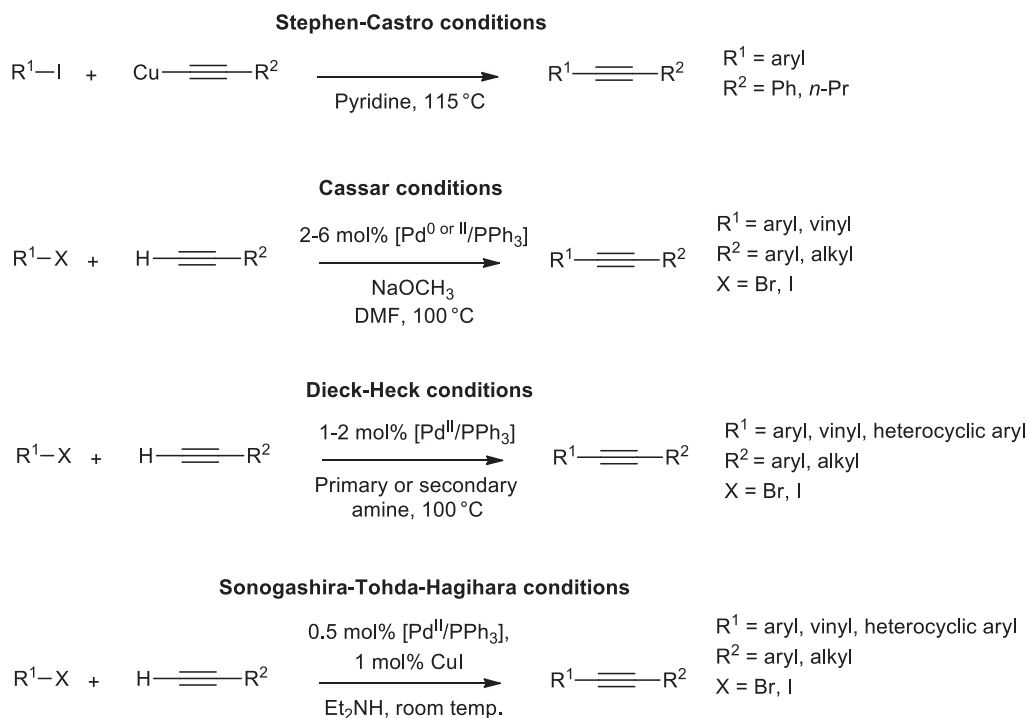 Stephen-Castro conditions
R¹–I + Cu R² R¹ R²
Pyridine, 115 °C
R¹ = aryl
R² = Ph, n-Pr
Cassar conditions
R¹–X + H R² R¹ R²
2-6 mol% [Pd⁰ or II/PPh₃]
NaOCH₃
DMF, 100 °C
R¹ = aryl, vinyl
R² = aryl, alkyl
X = Br, I
Dieck-Heck conditions
R¹–X + H R² R¹ R²
1-2 mol% [Pdᴵᴵ/PPh₃]
Primary or secondary
amine, 100 °C
R¹ = aryl, vinyl, heterocyclic aryl
R² = aryl, alkyl
X = Br, I
Sonogashira-Tohda-Hagihara conditions
R¹–X + H R² R¹ R²
0.5 mol% [Pdᴵᴵ/PPh₃],
1 mol% CuI
Et₂NH, room temp.
R¹ = aryl, vinyl, heterocyclic aryl
R² = aryl, alkyl
X = Br, I